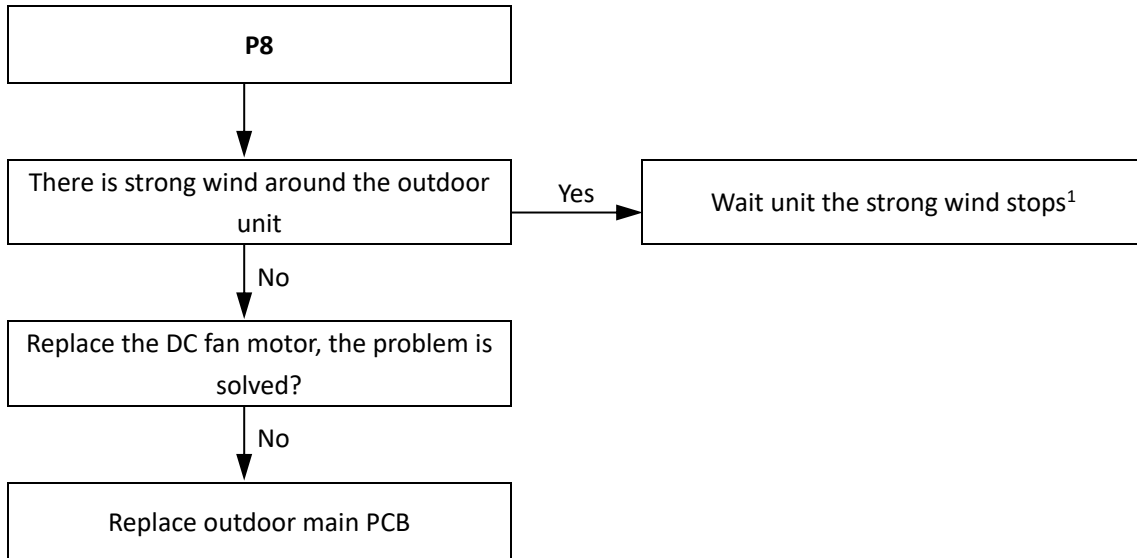 P8
There is strong wind around the outdoor
unit
Yes
Wait unit the strong wind stops¹
No
Replace the DC fan motor, the problem is
solved?
No
Replace outdoor main PCB